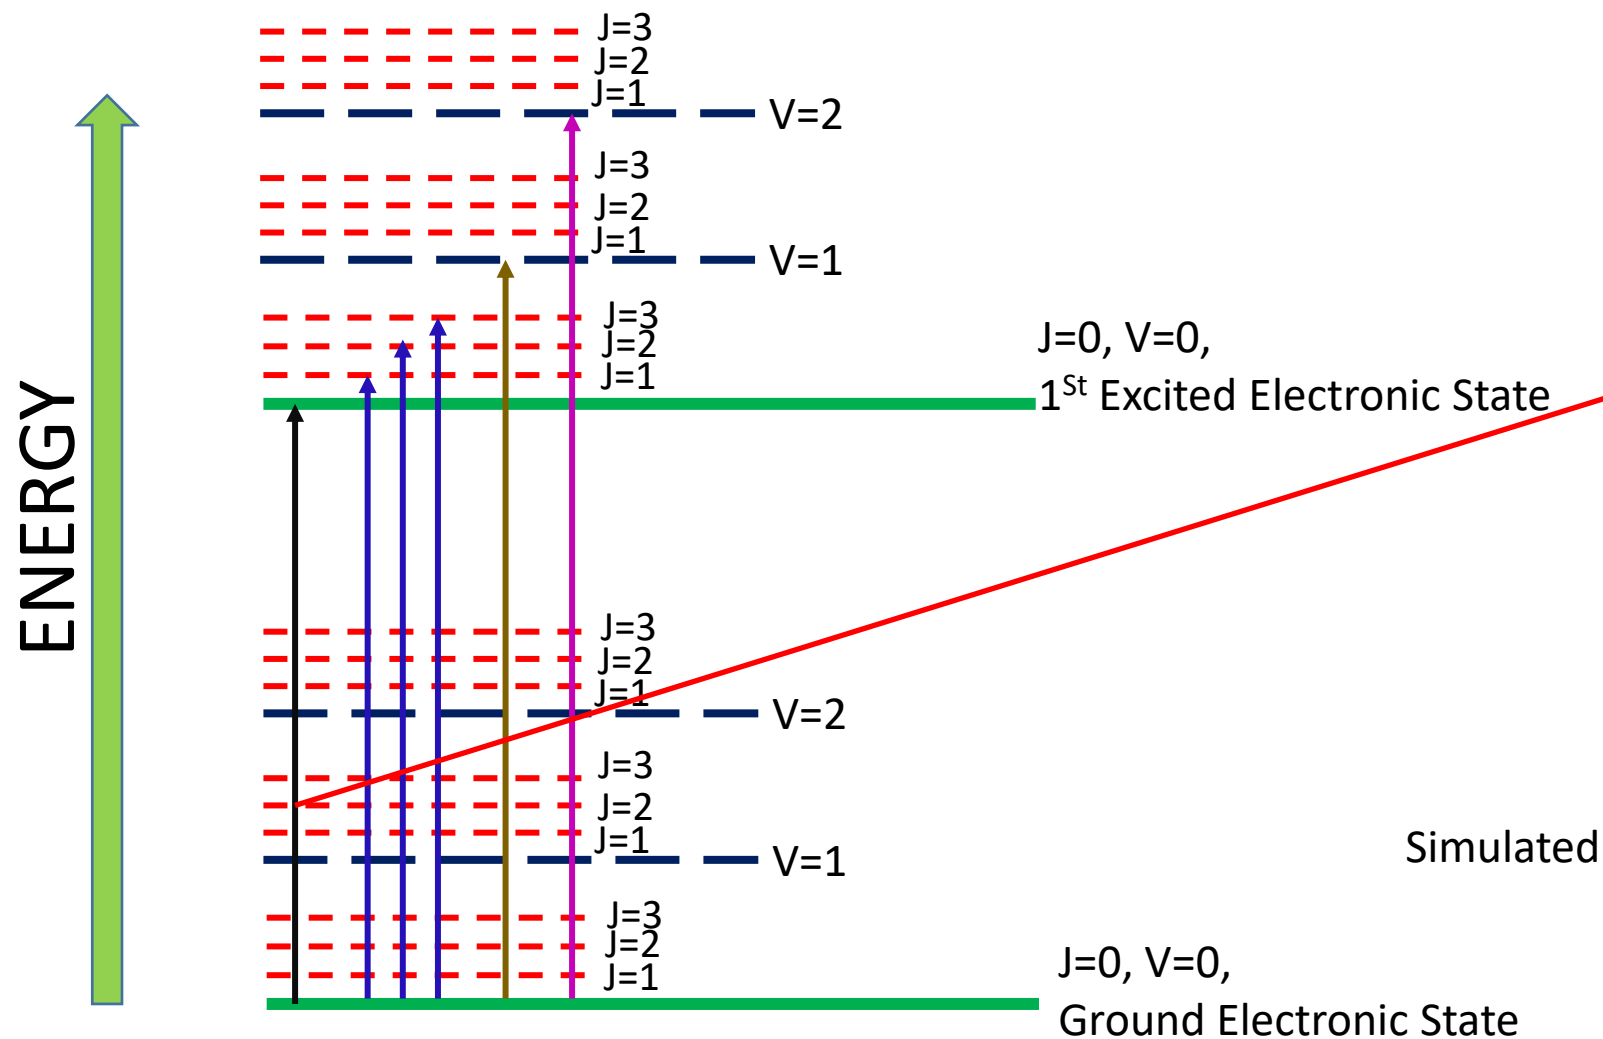 J=3
J=2
J=1
V=2
J=3
J=2
J=1
V=1
J=3
J=2
J=1
J=0, V=0,
1St Excited Electronic State
ENERGY
J=3
J=2
J=1
V=2
J=3
J=2
J=1
V=1
Simulated
J=3
J=2
J=1
J=0, V=0,
Ground Electronic State